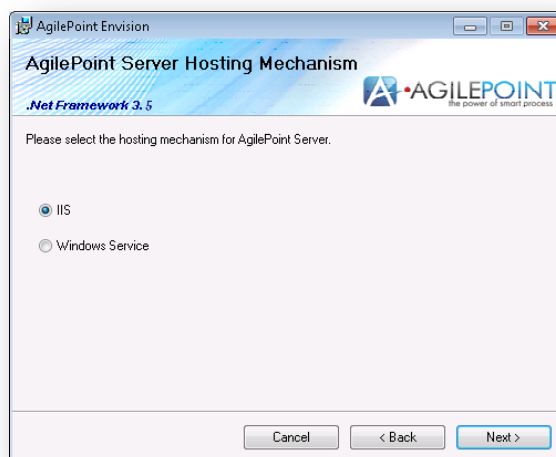 AgilePoint Envision
AgilePoint Server Hosting Mechanism
.Net Framework 3.5
AGILEPOINT
the power of smart process
Please select the hosting mechanism for AgilePoint Server.
IIS
Windows Service
Cancel
< Back
Next >